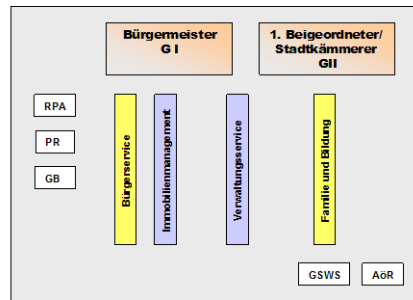 Bürgermeister
G I
1. Beigeordneter/
Stadtkämmerer
GII
RPA
PR
GB
Bürgerservice
Immobilienmanagement
Verwaltungsservice
Familie und Bildung
GSWS
AöR